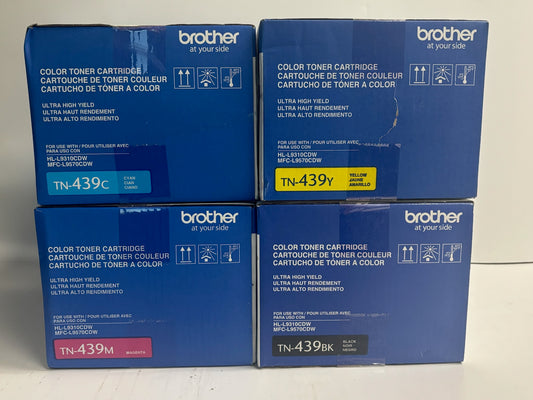 brother
at your side
COLOR TONER CARTRIDGE
CARTOUCHE DE TONER COULEUR
CARTUCHO DE TÓNER A COLOR
ULTRA HIGH YIELD
ULTRA HAUT RENDEMENT
ULTRA ALTO RENDIMIENTO
FOR USE WITH / POUR UTILISER AVEC
PARA USO CON
HL-L9310CDW
MFC-L9570CDW
TN-439C
CYAN
CIAN
CIANO
brother
at your side
COLOR TONER CARTRIDGE
CARTOUCHE DE TONER COULEUR
CARTUCHO DE TÓNER A COLOR
ULTRA HIGH YIELD
ULTRA HAUT RENDEMENT
ULTRA ALTO RENDIMIENTO
FOR USE WITH / POUR UTILISER AVEC
PARA USO CON
HL-L9310CDW
MFC-L9570CDW
TN-439Y
YELLOW
JAUNE
AMARILLO
brother
at your side
COLOR TONER CARTRIDGE
CARTOUCHE DE TONER COULEUR
CARTUCHO DE TÓNER A COLOR
ULTRA HIGH YIELD
ULTRA HAUT RENDEMENT
ULTRA ALTO RENDIMIENTO
FOR USE WITH / POUR UTILISER AVEC
PARA USO CON
HL-L9310CDW
MFC-L9570CDW
TN-439M
MAGENTA
brother
at your side
COLOR TONER CARTRIDGE
CARTOUCHE DE TONER COULEUR
CARTUCHO DE TÓNER A COLOR
ULTRA HIGH YIELD
ULTRA HAUT RENDEMENT
ULTRA ALTO RENDIMIENTO
FOR USE WITH / POUR UTILISER AVEC
PARA USO CON
HL-L9310CDW
MFC-L9570CDW
TN-439BK
BLACK
NOIR
NEGRO